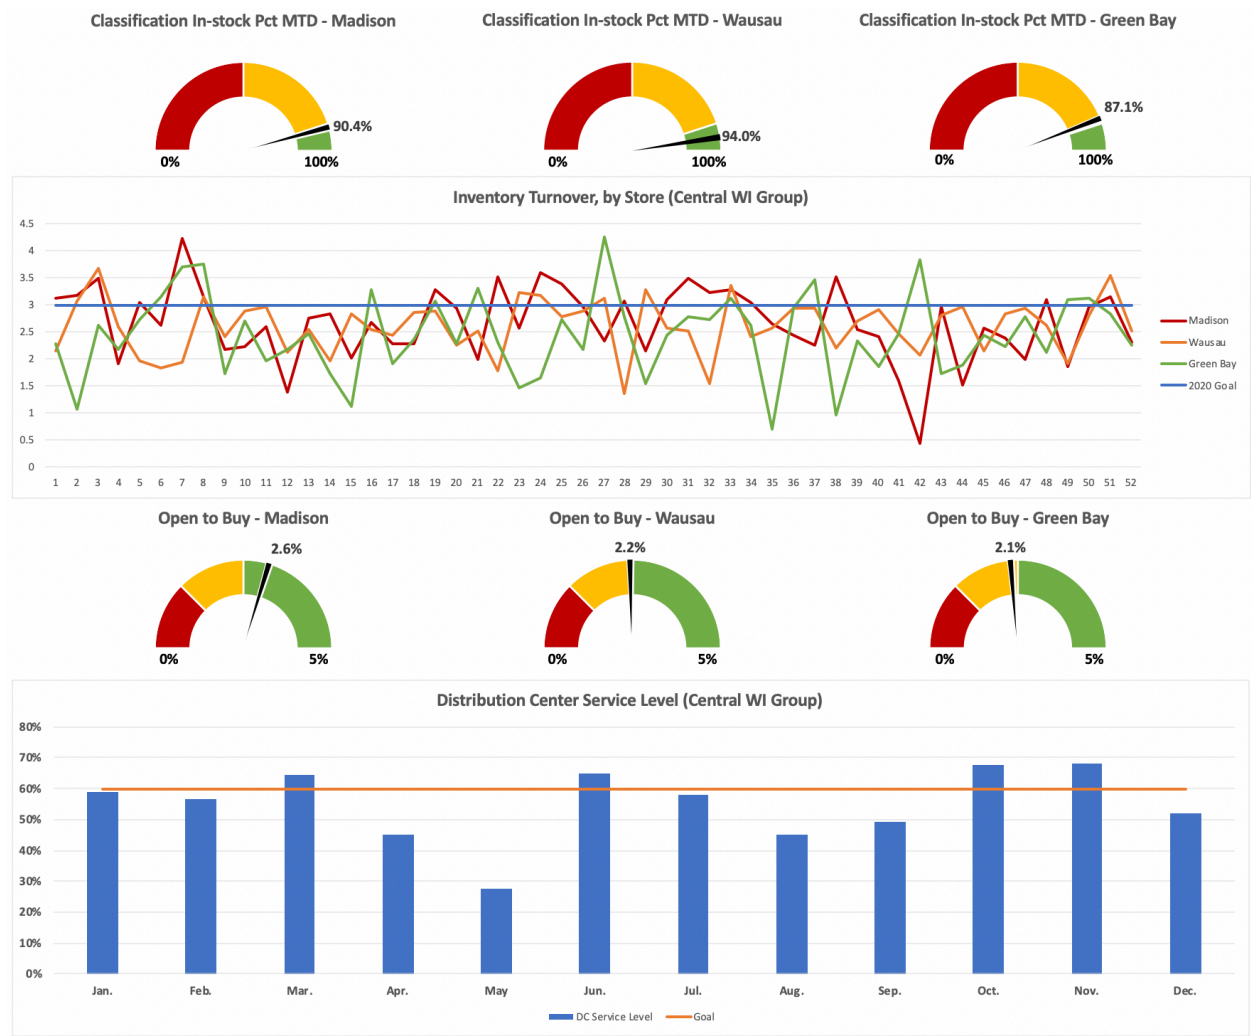 Classification In-stock Pct MTD - Madison
Classification In-stock Pct MTD - Wausau
Classification In-stock Pct MTD - Green Bay
90.4%
0%
100%
94.0%
0%
100%
87.1%
0%
100%
Inventory Turnover, by Store (Central WI Group)
4.5
4
3.5
3
2.5
2
1.5
1
0.5
0
1 2 3 4 5 6 7 8 9 10 11 12 13 14 15 16 17 18 19 20 21 22 23 24 25 26 27 28 29 30 31 32 33 34 35 36 37 38 39 40 41 42 43 44 45 46 47 48 49 50 51 52
Madison
Wausau
Green Bay
2020 Goal
Open to Buy - Madison
Open to Buy - Wausau
Open to Buy - Green Bay
2.6%
0%
5%
2.2%
0%
5%
2.1%
0%
5%
Distribution Center Service Level (Central WI Group)
80%
70%
60%
50%
40%
30%
20%
10%
0%
Jan. Feb. Mar. Apr. May Jun. Jul. Aug. Sep. Oct. Nov. Dec.
DC Service Level Goal